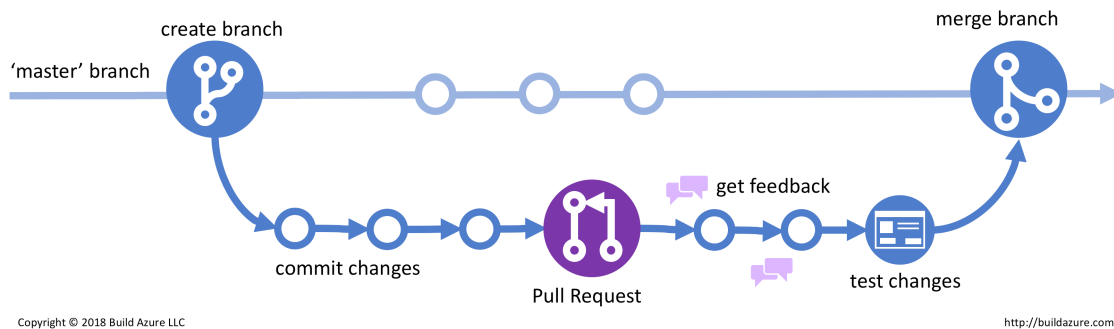 create branch
merge branch
‘master’ branch
get feedback
commit changes
test changes
Pull Request
Copyright © 2018 Build Azure LLC
http://buildazure.com